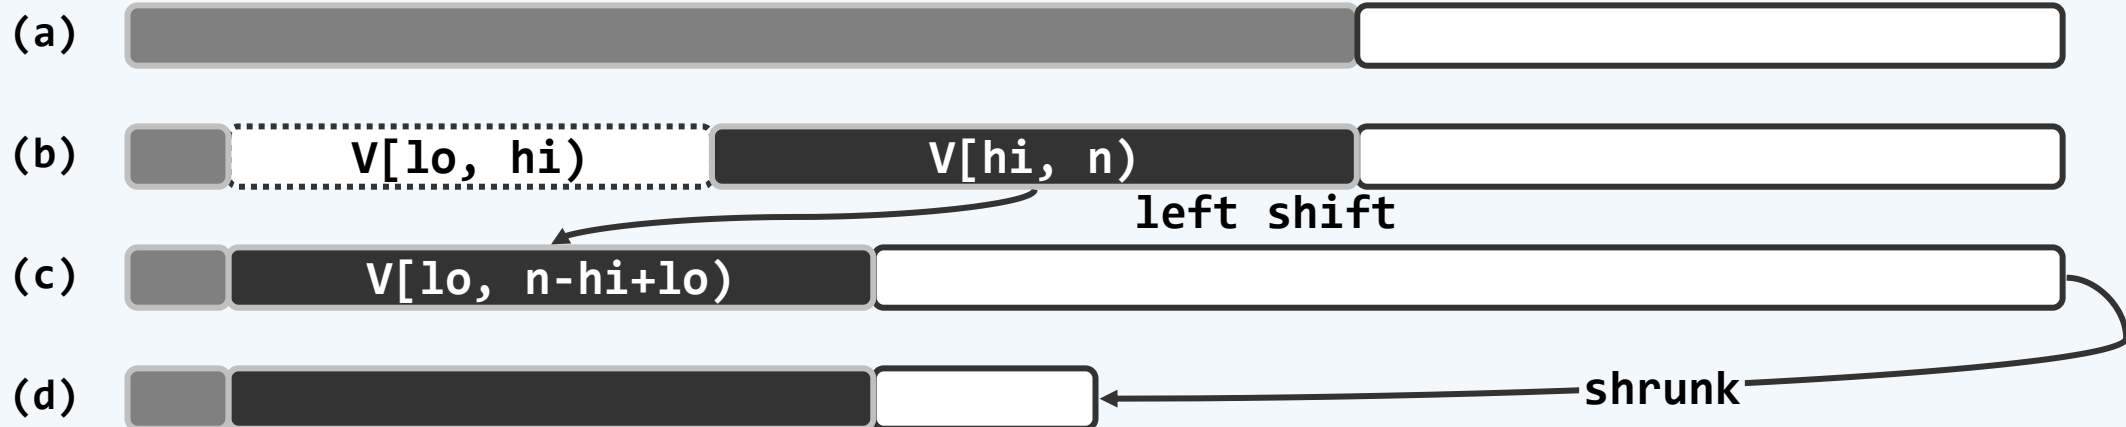 (a)
(b) V[lo, hi) V[hi, n)
left shift
(c) V[lo, n-hi+lo)
(d) shrunk